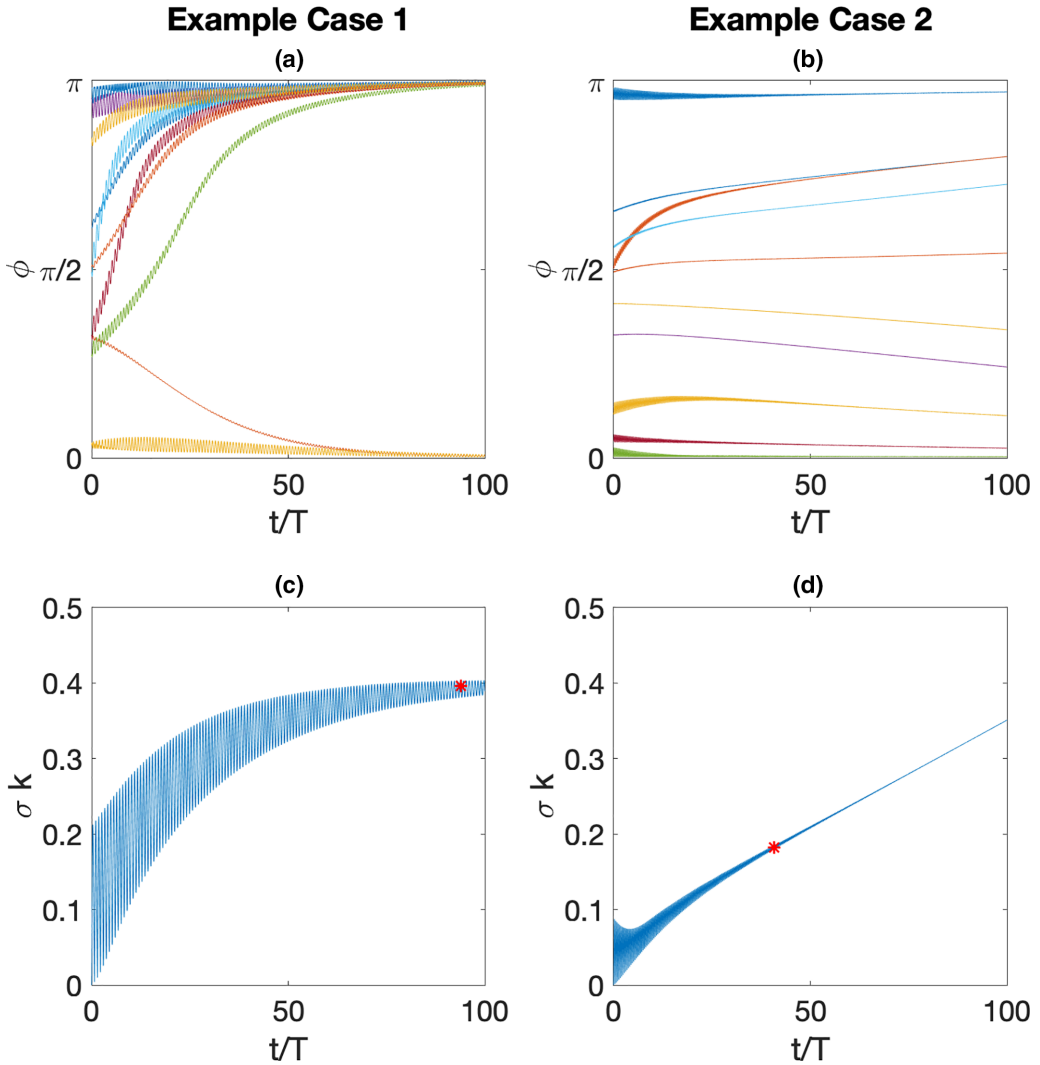 Example Case 1
Example Case 2
(a)
(b)
π
ϕ π/2
0
0 50 100
t/T
π
ϕ π/2
0
0 50 100
t/T
(c)
(d)
0.5
0.4
0.3
σ k
0.2
0.1
0
0 50 100
t/T
0.5
0.4
0.3
σ k
0.2
0.1
0
0 50 100
t/T